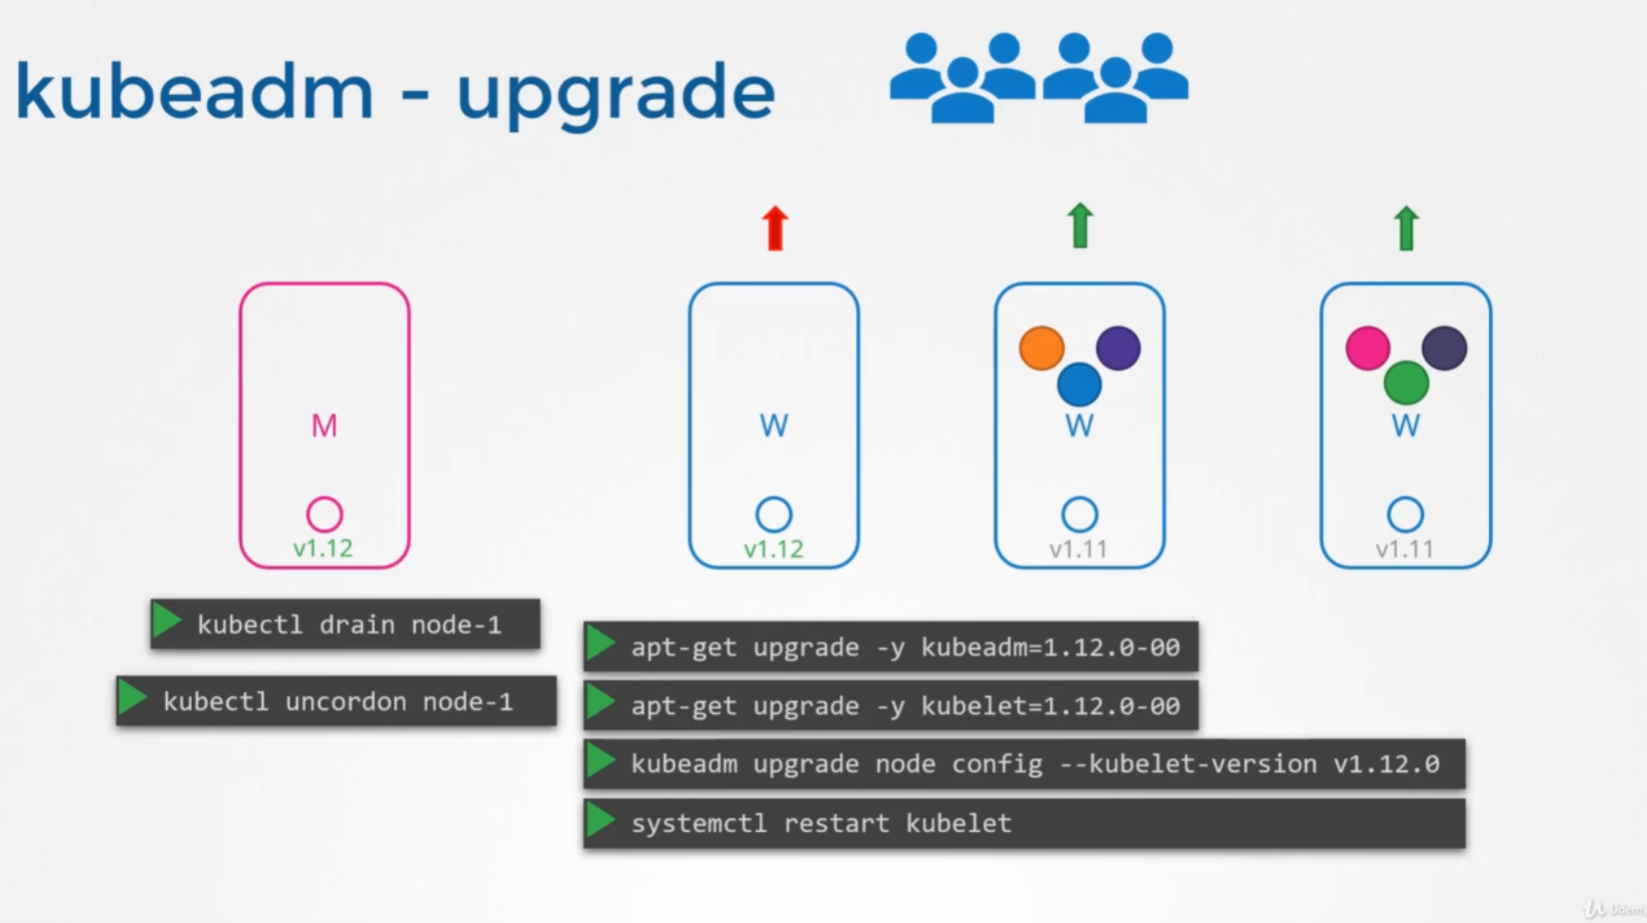 kubeadm - upgrade
M
v1.12
W
v1.12
W
v1.11
W
v1.11
kubectl drain node-1
kubectl uncordon node-1
apt-get upgrade -y kubeadm=1.12.0-00
apt-get upgrade -y kubelet=1.12.0-00
kubeadm upgrade node config --kubelet-version v1.12.0
systemctl restart kubelet